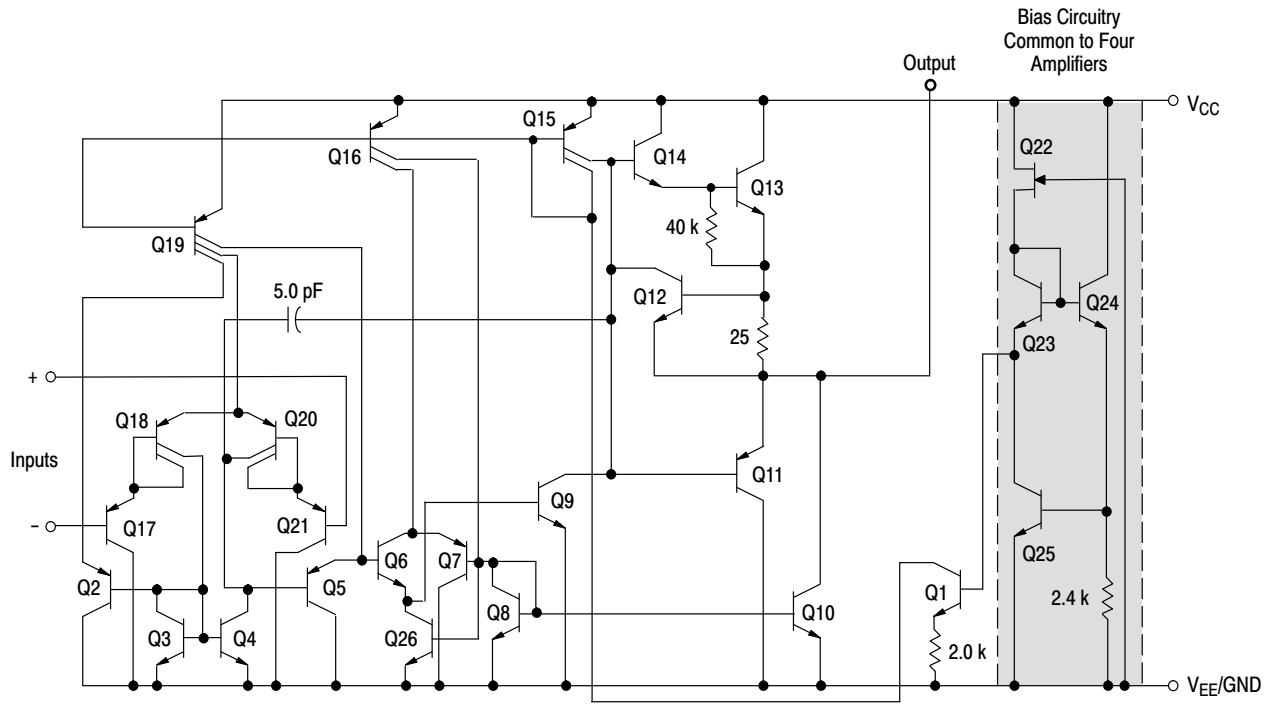 Bias Circuitry
Common to Four
Amplifiers
Output
V_CC
Q15
Q22
Q16
Q14
Q13
Q19
40 k
5.0 pF
Q12
Q24
25
Q23
+
Q18
Q20
Inputs
Q9
Q11
−
Q17
Q21
Q6
Q7
Q25
Q2
Q5
Q1
Q8
Q10
2.4 k
Q3
Q4
Q26
2.0 k
V_EE/GND